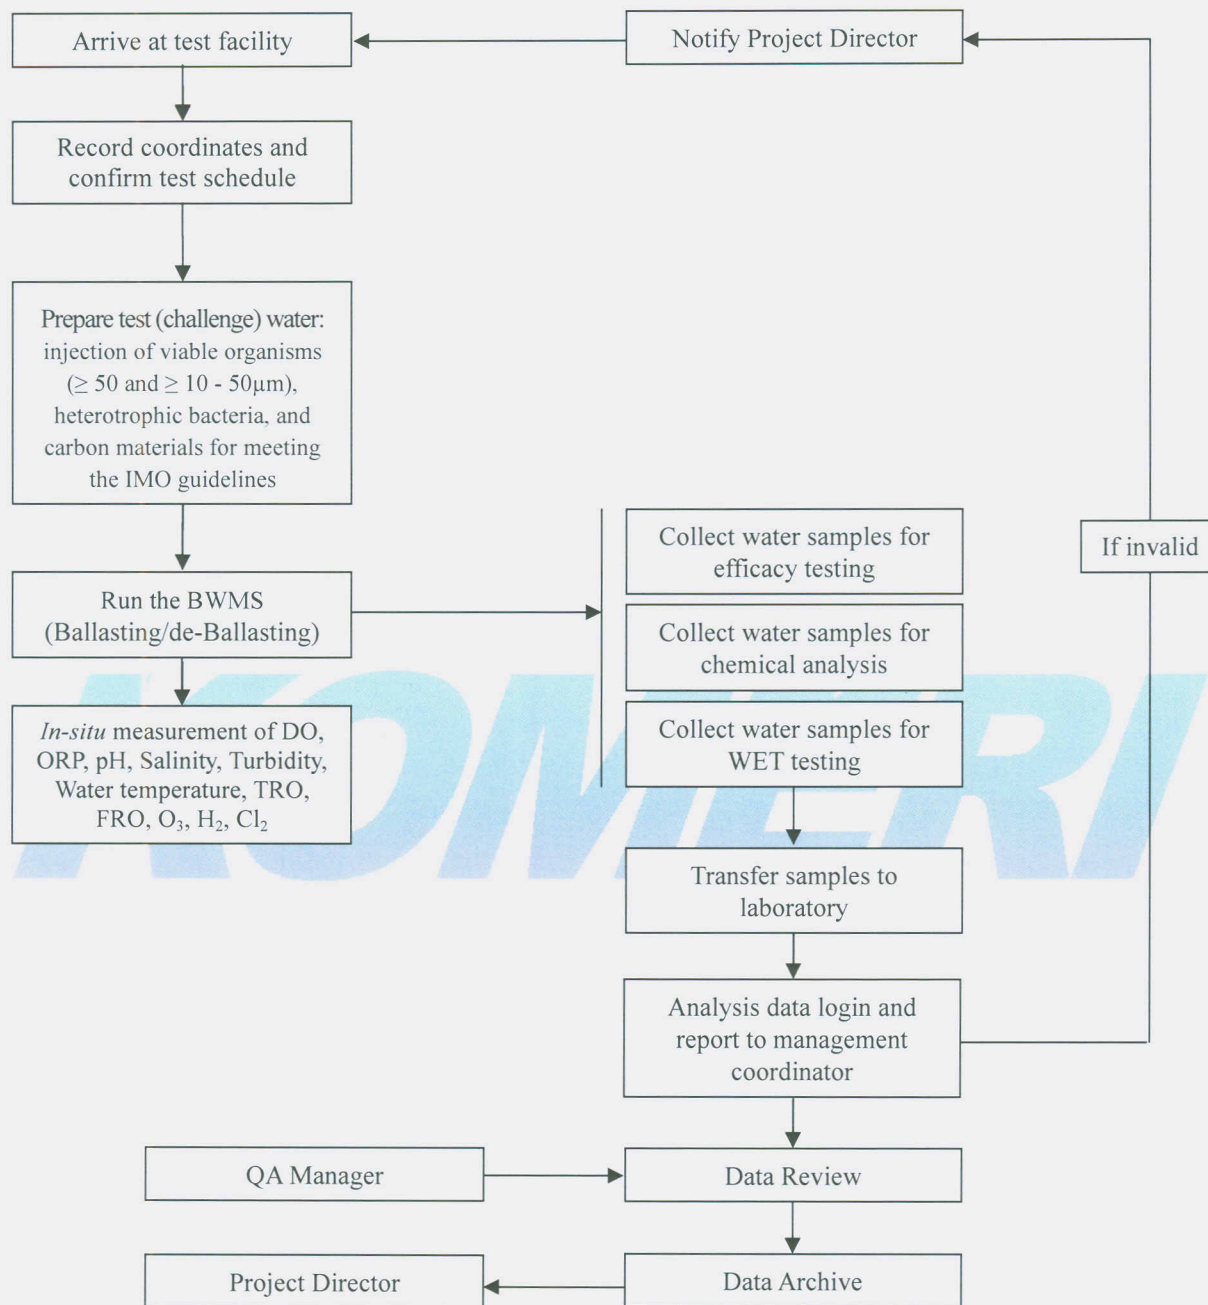 Arrive at test facility
Notify Project Director
Record coordinates and
confirm test schedule
Prepare test (challenge) water:
injection of viable organisms
(≥ 50 and ≥ 10 - 50μm),
heterotrophic bacteria, and
carbon materials for meeting
the IMO guidelines
Run the BWMS
(Ballasting/de-Ballasting)
In-situ measurement of DO,
ORP, pH, Salinity, Turbidity,
Water temperature, TRO,
FRO, O₃, H₂, Cl₂
Collect water samples for
efficacy testing
Collect water samples for
chemical analysis
Collect water samples for
WET testing
If invalid
Transfer samples to
laboratory
Analysis data login and
report to management
coordinator
QA Manager
Data Review
Project Director
Data Archive
KOMERI